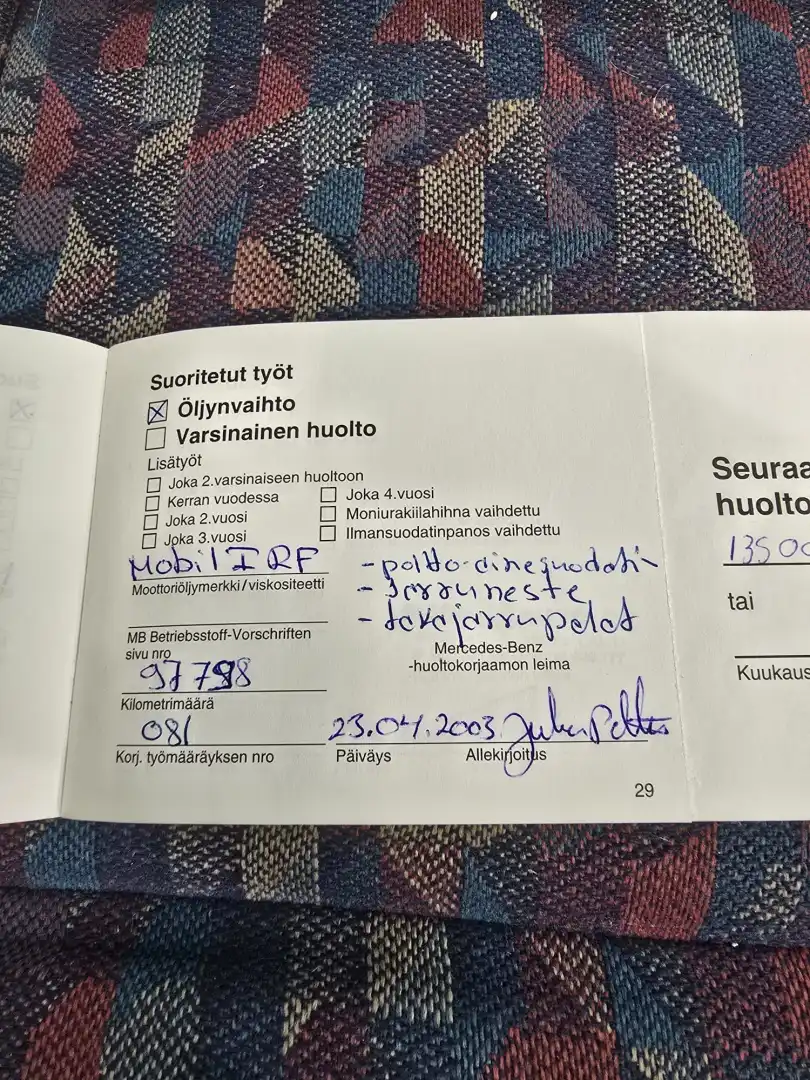 Suoritetut työt
Öljynvaihto
Varsinainen huolto
Lisätyöt
Joka 2.varsinaiseen huoltoon
Kerran vuodessa
Joka 2.vuosi
Joka 3.vuosi
Joka 4.vuosi
Moniurakiilahihna vaihdettu
Ilmansuodatinpanos vaihdettu
Mobil
Moottoriöljymerkki/viskositeetti
- poltto-ainesuodatin
- Jarruneste
- takajarrupalat
MB Betriebsstoff-Vorschriften
sivu nro
Mercedes-Benz
-huoltokorjaamon leima
97798
Kilometrimäärä
081
Korj. työmääräyksen nro
23.04.2003
Päiväys
Allekirjoitus
29
Seuraa
huolto
13500
tai
Kuukaus